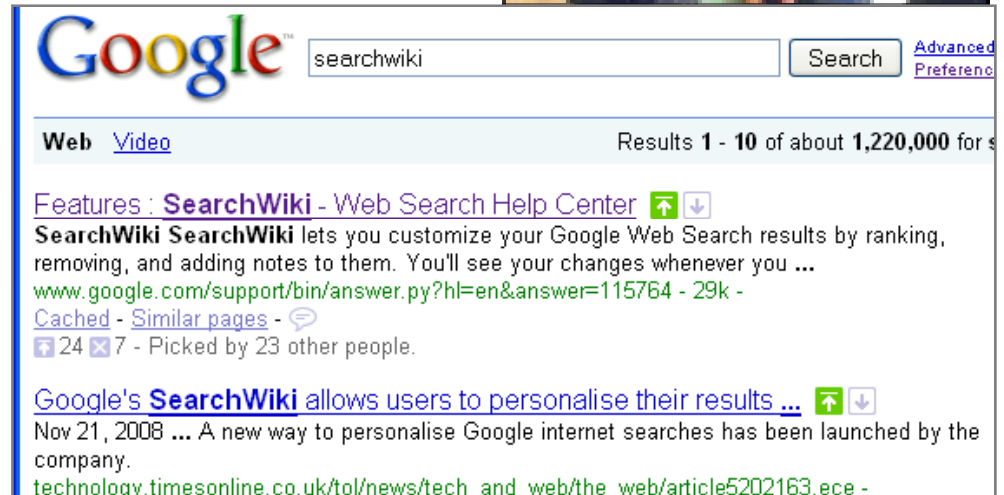 Google™
searchwiki
Search
Advanced
Preferenc
Web Video
Results 1 - 10 of about 1,220,000 for s
Features : SearchWiki - Web Search Help Center
SearchWiki SearchWiki lets you customize your Google Web Search results by ranking,
removing, and adding notes to them. You'll see your changes whenever you ...
www.google.com/support/bin/answer.py?hl=en&answer=115764 - 29k -
Cached - Similar pages -
24 7 - Picked by 23 other people.
Google's SearchWiki allows users to personalise their results ...
Nov 21, 2008 ... A new way to personalise Google internet searches has been launched by the
company.
technology.timesonline.co.uk/tol/news/tech_and_web/the_web/article5202163.ece -